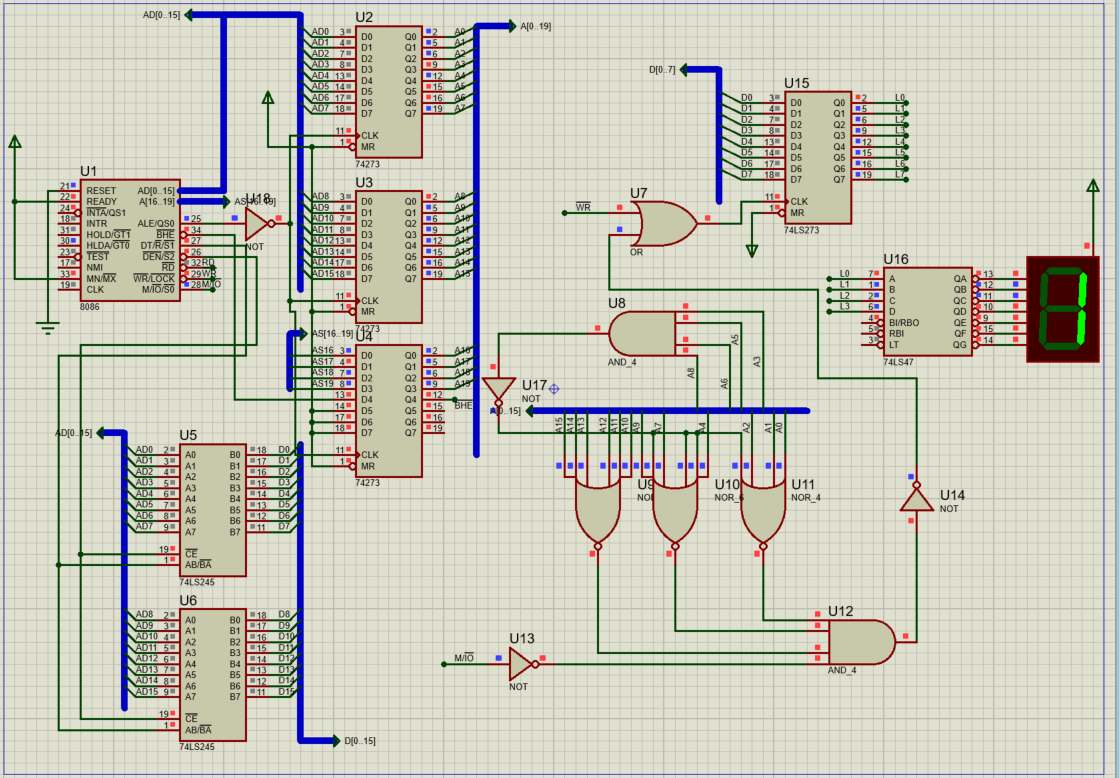 AD[0..15]
A[0..19]
U2
AD0 3 D0 Q0 2 A0
AD1 4 D1 Q1 5 A1
AD2 7 D2 Q2 6 A2
AD3 8 D3 Q3 9 A3
AD4 13 D4 Q4 12 A4
AD5 14 D5 Q5 15 A5
AD6 17 D6 Q6 16 A6
AD7 18 D7 Q7 19 A7
11 CLK
1 MR
74273
U3
AD8 3 D0 Q0 2 A8
AD9 4 D1 Q1 5 A9
AD10 7 D2 Q2 6 A10
AD11 8 D3 Q3 9 A11
AD12 13 D4 Q4 12 A12
AD13 14 D5 Q5 15 A13
AD14 17 D6 Q6 16 A14
AD15 18 D7 Q7 19 A15
11 CLK
1 MR
74273
AS[16..19]
U4
AS16 3 D0 Q0 2 A16
AS17 4 D1 Q1 5 A17
AS18 7 D2 Q2 6 A18
AS19 8 D3 Q3 9 A19
13 D4 Q4 12
BHE
14 D5 Q5 15
17 D6 Q6 16
18 D7 Q7 19
11 CLK
1 MR
74273
U1
21 RESET AD[0..15]
22 READY A[16..19] AS[16..19]
24 INTA/QS1
18 INTR ALE/QS0 25
31 HOLD/GT1 BHE 34
30 HLDA/GT0 DT/R/S1 27
23 TEST DEN/S2 26
17 NMI RD 32 RD
33 MN/MX WR/LOCK 29 WR
19 CLK M/IO/S0 28 M/IO
8086
U18
NOT
AD[0..15]
U5
AD0 2 A0 B0 18 D0
AD1 3 A1 B1 17 D1
AD2 4 A2 B2 16 D2
AD3 5 A3 B3 15 D3
AD4 6 A4 B4 14 D4
AD5 7 A5 B5 13 D5
AD6 8 A6 B6 12 D6
AD7 9 A7 B7 11 D7
19 CE
1 AB/BA
74LS245
U6
AD8 2 A0 B0 18 D8
AD9 3 A1 B1 17 D9
AD10 4 A2 B2 16 D10
AD11 5 A3 B3 15 D11
AD12 6 A4 B4 14 D12
AD13 7 A5 B5 13 D13
AD14 8 A6 B6 12 D14
AD15 9 A7 B7 11 D15
19 CE
1 AB/BA
74LS245
D[0..15]
D[0..7]
U15
D0 3 D0 Q0 2 L0
D1 4 D1 Q1 5 L1
D2 7 D2 Q2 6 L2
D3 8 D3 Q3 9 L3
D4 13 D4 Q4 12 L4
D5 14 D5 Q5 15 L5
D6 17 D6 Q6 16 L6
D7 18 D7 Q7 19 L7
11 CLK
1 MR
74LS273
U7
WR
OR
U16
L0 7 A QA 13
L1 1 B QB 12
L2 2 C QC 11
L3 6 D QD 10
4 BI/RBO QE 9
5 RBI QF 15
3 LT QG 14
74LS47
1
U8
AND_4
A8 A6 A5 A3
U17
NOT
A[0..15]
A15 A14 A13 A12 A11 A10 A9 A7 A4 A2 A1 A0
U9
U10
NOR_6
U11
NOR_4
U14
NOT
U12
AND_4
U13
M/IO
NOT